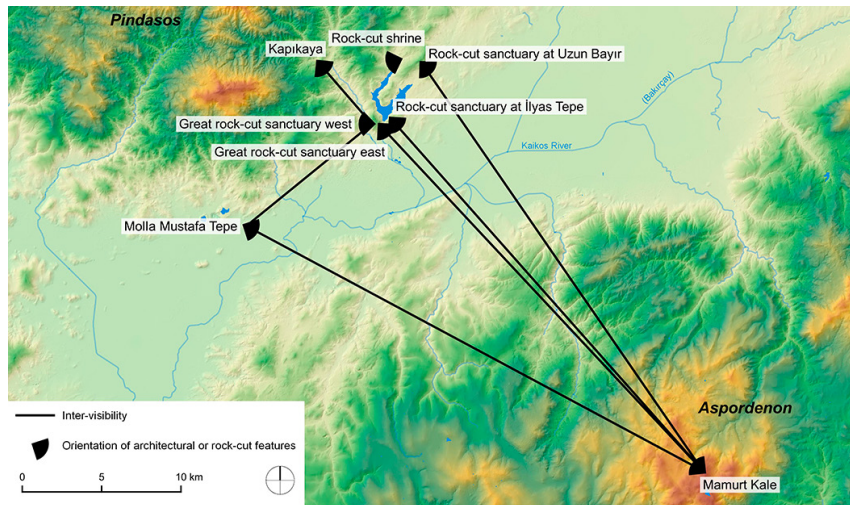 Pindasos
Rock-cut shrine
Kapıkaya
Rock-cut sanctuary at Uzun Bayır
(Bakırçay)
Rock-cut sanctuary at İlyas Tepe
Great rock-cut sanctuary west
Kaikos River
Great rock-cut sanctuary east
Molla Mustafa Tepe
Aspordenon
Mamurt Kale
Inter-visibility
Orientation of architectural or rock-cut features
0 5 10 km